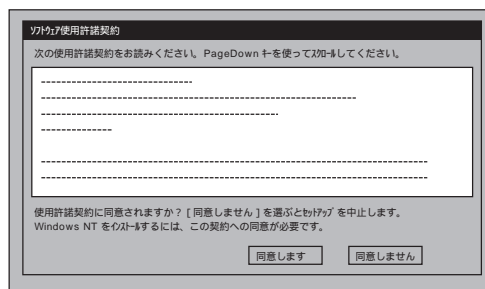 ソフトウェア使用許諾契約
次の使用許諾契約をお読みください。PageDown キーを使ってスクロールしてください。
使用許諾契約に同意されますか？ [ 同意しません ] を選ぶとセットアップ を中止します。
Windows NT をインストールするには、この契約への同意が必要です。
同意します
同意しません